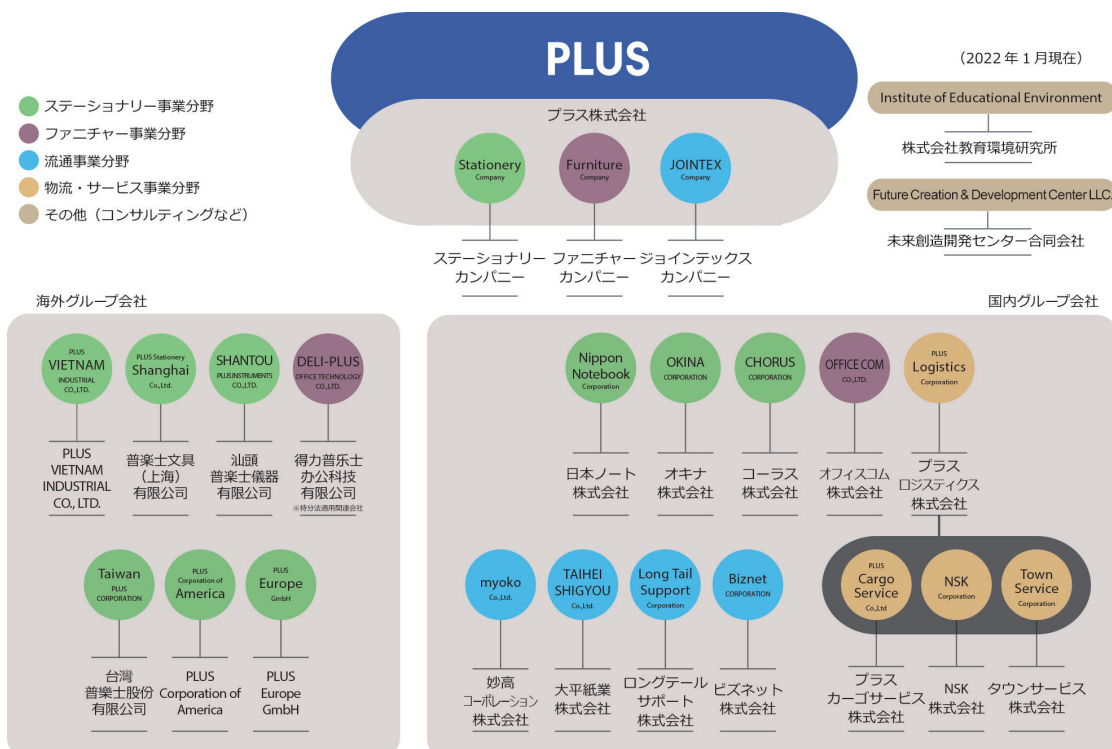 PLUS
プラス株式会社
Stationery
Company
Furniture
Company
JOINTEX
Company
ステーショナリー
カンパニー
ファニチャー
カンパニー
ジョインテックス
カンパニー
ステーショナリー事業分野
ファニチャー事業分野
流通事業分野
物流・サービス事業分野
その他（コンサルティングなど）
（2022 年 1 月現在）
Institute of Educational Environment
株式会社教育環境研究所
Future Creation & Development Center LLC.
未来創造開発センター合同会社
海外グループ会社
PLUS
VIETNAM
INDUSTRIAL
CO.,LTD.
PLUS
VIETNAM
INDUSTRIAL
CO., LTD.
PLUS Stationery
Shanghai
Co.,Ltd.
普楽士文具
（上海）
有限公司
SHANTOU
PLUS INSTRUMENTS
CO.,LTD.
汕頭
普楽士儀器
有限公司
DELI-PLUS
OFFICE TECHNOLOGY
CO.,LTD.
得力普乐士
办公科技
有限公司
※持分法適用関連会社
Taiwan
PLUS
CORPORATION
台灣
普樂士股份
有限公司
PLUS
Corporation of
America
PLUS
Corporation of
America
PLUS
Europe
GmbH
PLUS
Europe
GmbH
国内グループ会社
Nippon
Notebook
Corporation
日本ノート
株式会社
OKINA
CORPORATION
オキナ
株式会社
CHORUS
CORPORATION
コーラス
株式会社
OFFICE COM
CO.,LTD.
オフィスコム
株式会社
PLUS
Logistics
Corporation
プラス
ロジスティクス
株式会社
myoko
Co.,Ltd.
妙高
コーポレーション
株式会社
TAIHEI
SHIGYOU
Co.,Ltd.
大平紙業
株式会社
Long Tail
Support
Corporation
ロングテール
サポート
株式会社
Biznet
CORPORATION
ビズネット
株式会社
PLUS
Cargo
Service
Co.,Ltd
プラス
カーゴサービス
株式会社
NSK
Corporation
NSK
株式会社
Town
Service
Corporation
タウンサービス
株式会社